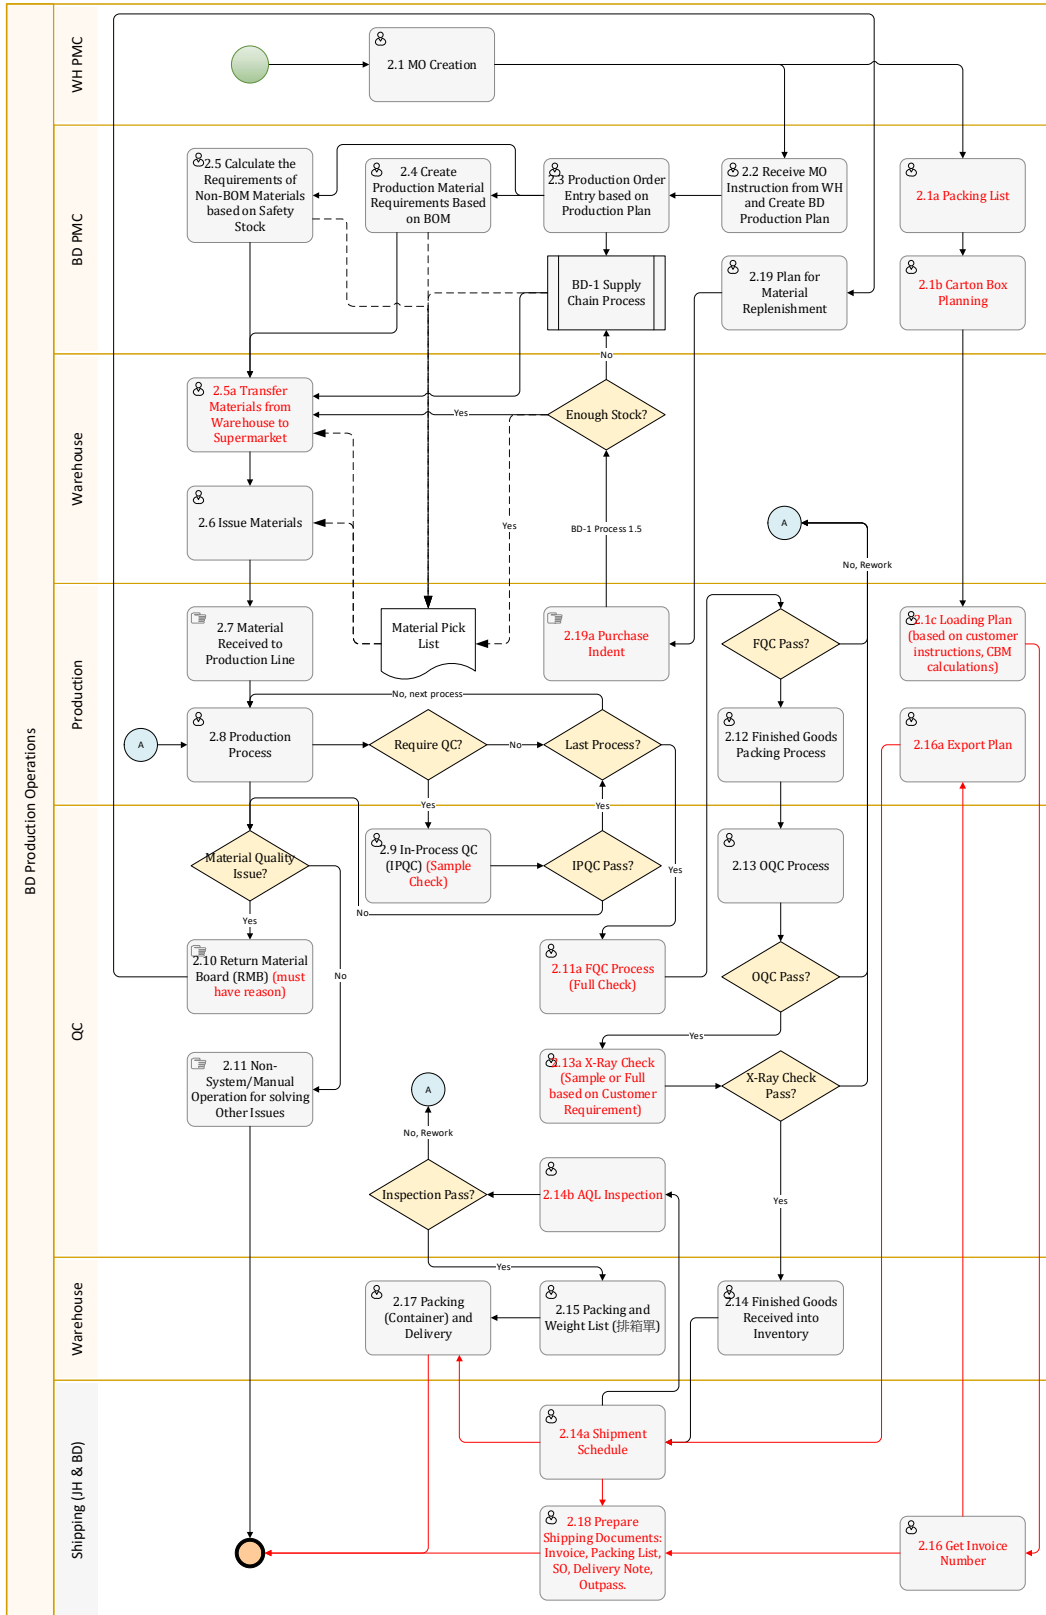 BD Production Operations
WH PMC
2.1 MO Creation
BD PMC
2.5 Calculate the
Requirements of
Non-BOM Materials
based on Safety
Stock
2.4 Create
Production Material
Requirements Based
on BOM
2.3 Production Order
Entry based on
Production Plan
2.2 Receive MO
Instruction from WH
and Create BD
Production Plan
2.1a Packing List
BD-1 Supply
Chain Process
2.19 Plan for
Material
Replenishment
2.1b Carton Box
Planning
No
Warehouse
2.5a Transfer
Materials from
Warehouse to
Supermarket
Yes
Enough Stock?
2.6 Issue Materials
Yes
BD-1 Process 1.5
A
No, Rework
Production
2.7 Material
Received to
Production Line
Material Pick
List
2.19a Purchase
Indent
FQC Pass?
2.1c Loading Plan
(based on customer
instructions, CBM
calculations)
No, next process
A
2.8 Production
Process
Require QC?
No
Last Process?
2.12 Finished Goods
Packing Process
2.16a Export Plan
Yes
Yes
QC
Material Quality
Issue?
2.9 In-Process QC
(IPQC) (Sample
Check)
IPQC Pass?
Yes
2.13 OQC Process
No
Yes
2.10 Return Material
Board (RMB) (must
have reason)
No
2.11a FQC Process
(Full Check)
OQC Pass?
Yes
2.11 Non-
System/Manual
Operation for solving
Other Issues
A
2.13a X-Ray Check
(Sample or Full
based on Customer
Requirement)
X-Ray Check
Pass?
No, Rework
Inspection Pass?
2.14b AQL Inspection
Yes
Warehouse
Yes
2.17 Packing
(Container) and
Delivery
2.15 Packing and
Weight List (排箱單)
2.14 Finished Goods
Received into
Inventory
Shipping (JH & BD)
2.14a Shipment
Schedule
2.18 Prepare
Shipping Documents:
Invoice, Packing List,
SO, Delivery Note,
Outpass.
2.16 Get Invoice
Number